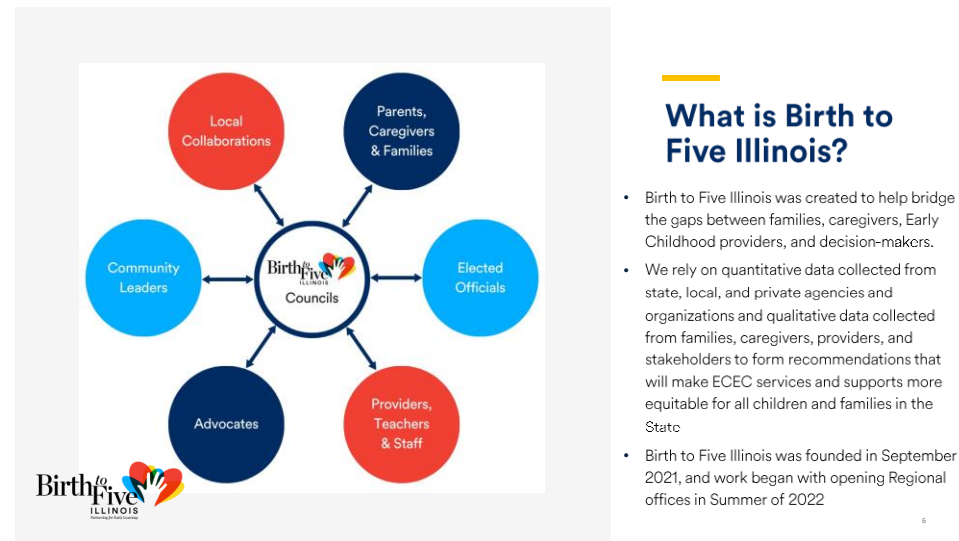 Local
Collaborations
Parents,
Caregivers
& Families
Community
Leaders
Birth to Five
ILLINOIS
Councils
Elected
Officials
Advocates
Providers,
Teachers
& Staff
Birth to Five
ILLINOIS
Partnering for Early Learning
What is Birth to
Five Illinois?
• Birth to Five Illinois was created to help bridge
the gaps between families, caregivers, Early
Childhood providers, and decision-makers.
• We rely on quantitative data collected from
state, local, and private agencies and
organizations and qualitative data collected
from families, caregivers, providers, and
stakeholders to form recommendations that
will make ECEC services and supports more
equitable for all children and families in the
State
• Birth to Five Illinois was founded in September
2021, and work began with opening Regional
offices in Summer of 2022
6